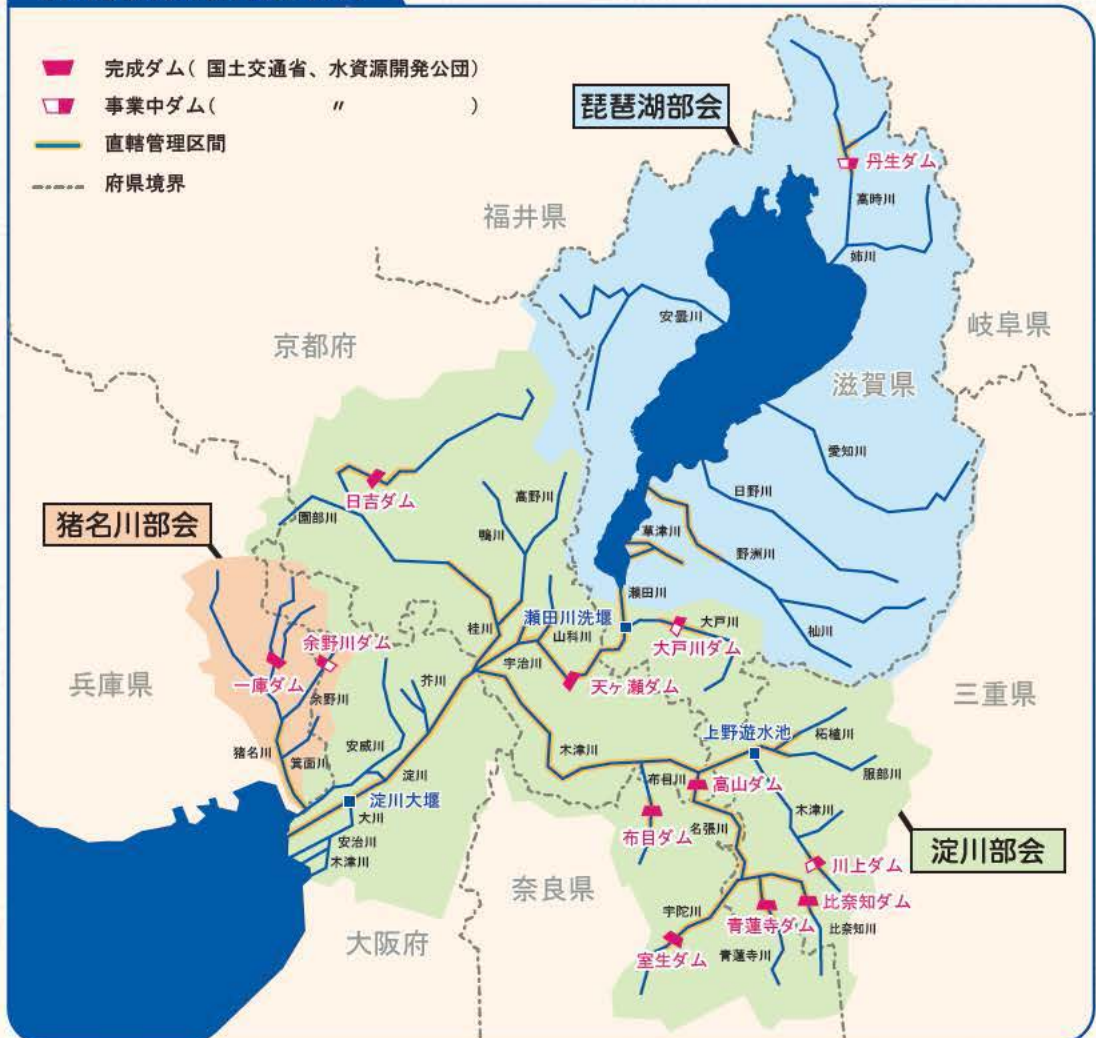 完成ダム( 国土交通省、水資源開発公団)
事業中ダム( 〃 )
直轄管理区間
府県境界
琵琶湖部会
丹生ダム
高時川
福井県
姉川
安曇川
岐阜県
京都府
滋賀県
愛知川
日野川
日吉ダム
高野川
園部川
猪名川部会
鴨川
草津川
野洲川
瀬田川
瀬田川洗堰
大戸川
桂川
山科川
杣川
余野川ダム
大戸川ダム
宇治川
兵庫県
一庫ダム
芥川
天ヶ瀬ダム
三重県
余野川
上野遊水池
柘植川
猪名川
安威川
木津川
箕面川
淀川
服部川
布目川
高山ダム
淀川大堰
大川
木津川
名張川
布目ダム
安治川
淀川部会
木津川
川上ダム
奈良県
比奈知ダム
宇陀川
青蓮寺ダム
比奈知川
大阪府
室生ダム
青蓮寺川